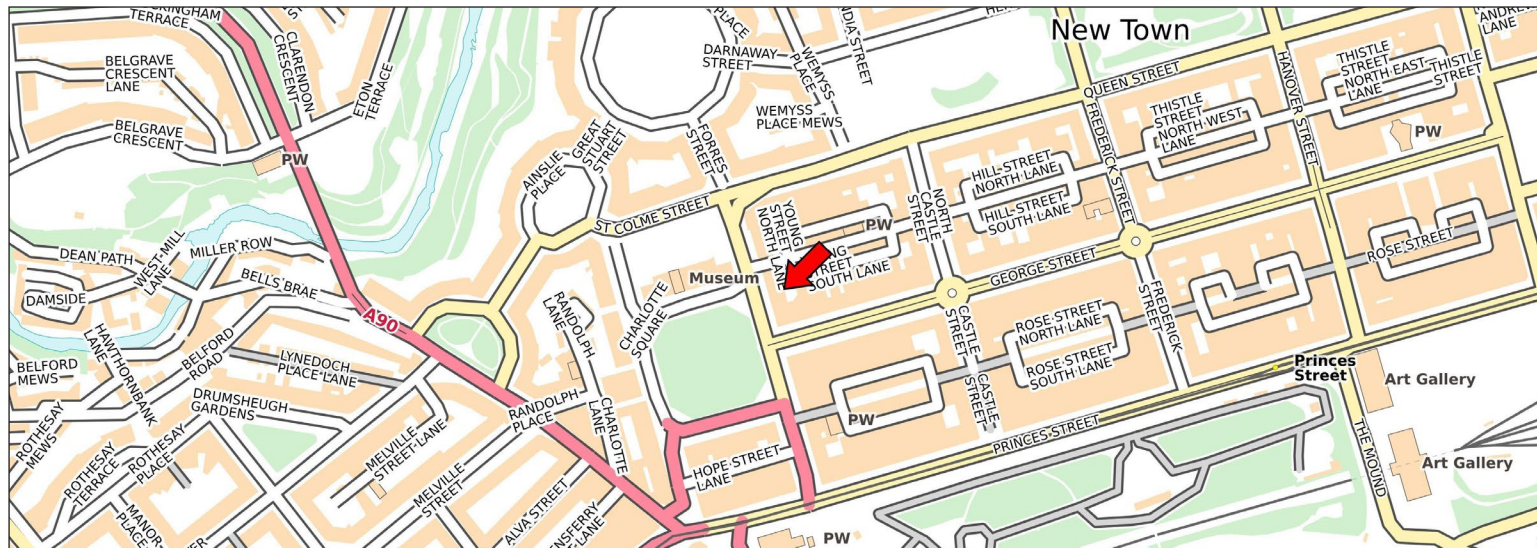 TERRACE
CLARENDON
CRESCENT
BELGRAVE
CRESCENT
LANE
ETON
TERRACE
BELGRAVE
CRESCENT
PW
PLACE
DARNAWAY
STREET
WEMYSS
PLACE
WEMYSS
PLACE MEWS
New Town
QUEEN STREET
FREDERICK STREET
HANOVER STREET
THISTLE
STREET
NORTH EAST
LANE
THISTLE
STREET
LANE
THISTLE
STREET
NORTH WEST
LANE
PW
GREAT
STUART
STREET
AINSLIE
PLACE
FORRES
STREET
ST COLME STREET
YOUNG
STREET
NORTH LANE
PW
STREET
SOUTH LANE
NORTH
CASTLE
STREET
HILL STREET
NORTH LANE
HILL STREET
SOUTH LANE
GEORGE STREET
ROSE STREET
DEAN PATH
WEST MILL
LANE
MILLER ROW
DAMSIDE
BELLS BRAE
A90
Museum
CHARLOTTE
SQUARE
RANDOLPH
LANE
CASTLE
STREET
ROSE STREET
NORTH LANE
ROSE STREET
SOUTH LANE
FREDERICK
STREET
Princes
Street
Art Gallery
BELFORD
MEWS
HAWTHORNBANK
LANE
BELFORD
ROAD
LYNEDOCH
PLACE LANE
DRUMSHEUGH
GARDENS
RANDOLPH
PLACE
CHARLOTTE
LANE
PW
CASTLE
STREET
PRINCES STREET
THE MOUND
ROTHESAY
MEWS
ROTHESAY
TERRACE
ROTHESAY
PLACE
MELVILLE
STREET LANE
MELVILLE
STREET
HOPE STREET
LANE
Art Gallery
MANOR
PLACE
ALVA STREET
PW